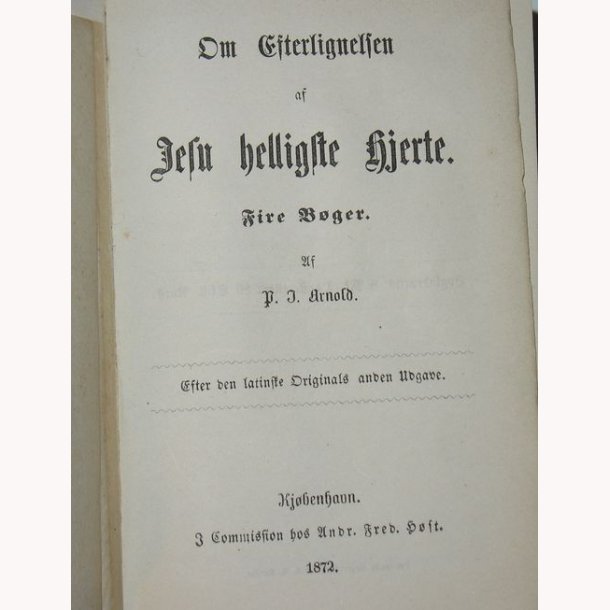 Om Efterlignelsen
af
Jesu helligste Hjerte.
Fire Bøger.
Af
P. J. Arnold.
Efter den latinske Originals anden Udgave.
Kjøbenhavn.
I Commission hos Andr. Fred. Høst.
1872.